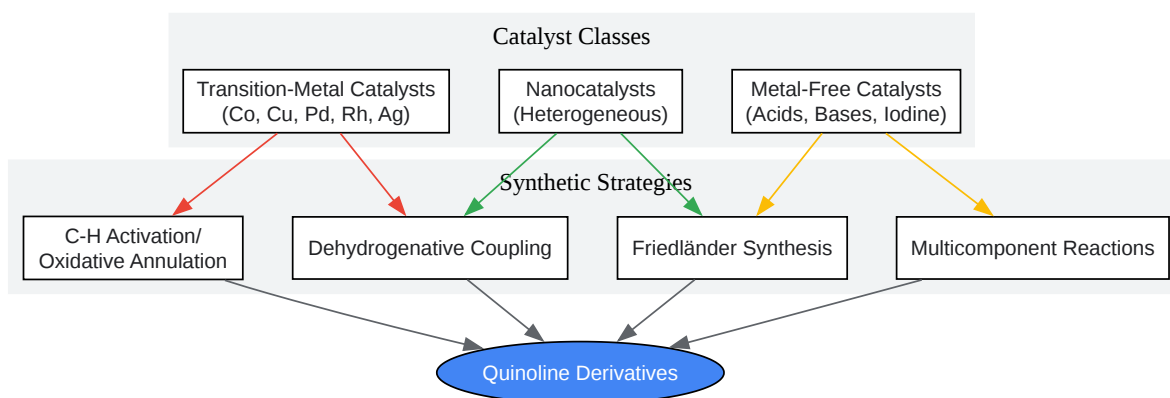 Catalyst Classes
Transition-Metal Catalysts
(Co, Cu, Pd, Rh, Ag)
Nanocatalysts
(Heterogeneous)
Metal-Free Catalysts
(Acids, Bases, Iodine)
Synthetic Strategies
C-H Activation/
Oxidative Annulation
Dehydrogenative Coupling
Friedländer Synthesis
Multicomponent Reactions
Quinoline Derivatives